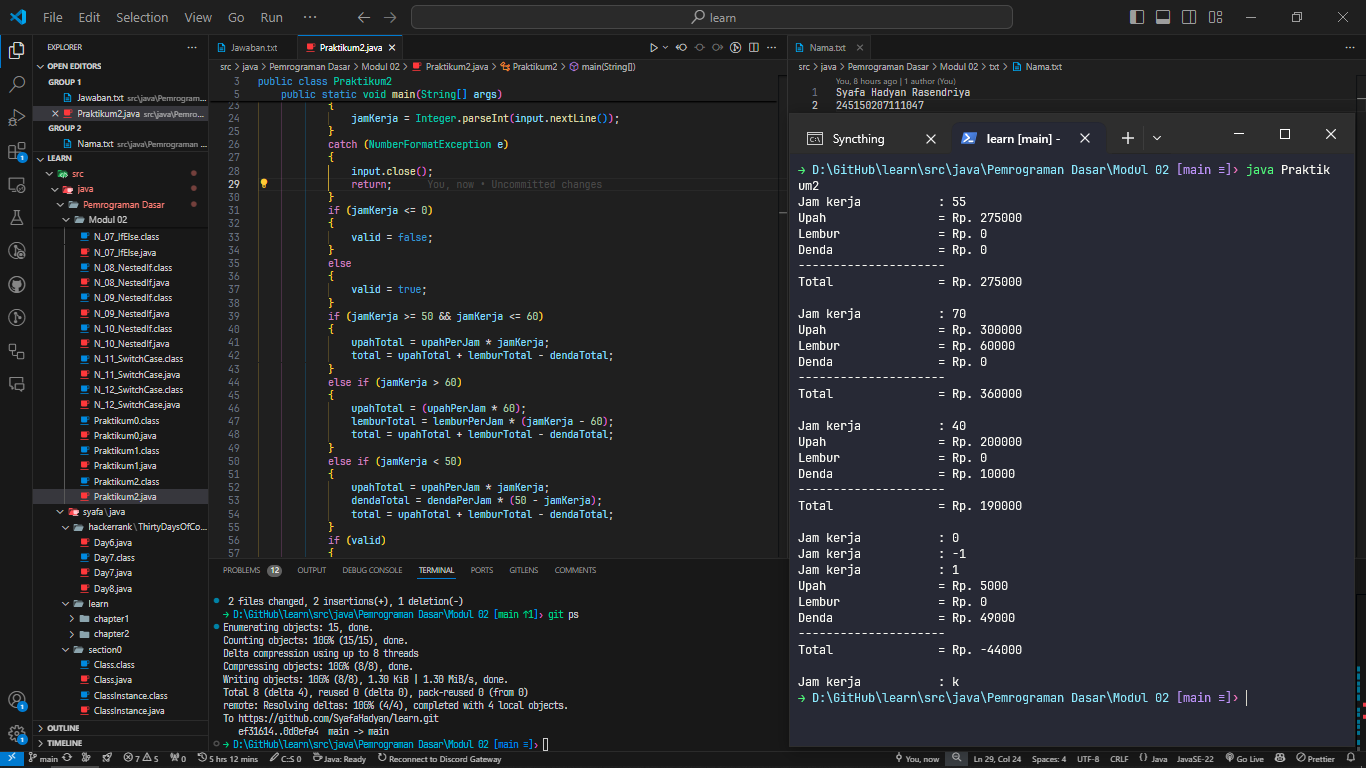 File Edit Selection View Go Run ··· learn
EXPLORER
OPEN EDITORS
GROUP 1
Jawaban.txt src\java\Pemrogram...
Praktikum2.java src\java\Pemro...
GROUP 2
Nama.txt src\java\Pemrograman ...
LEARN
src
java
Pemrograman Dasar
Modul 02
N_07_IfElse.class
N_07_IfElse.java
N_08_NestedIf.class
N_08_NestedIf.java
N_09_NestedIf.class
N_09_NestedIf.java
N_10_NestedIf.class
N_10_NestedIf.java
N_11_SwitchCase.class
N_11_SwitchCase.java
N_12_SwitchCase.class
N_12_SwitchCase.java
Praktikum0.class
Praktikum0.java
Praktikum1.class
Praktikum1.java
Praktikum2.class
Praktikum2.java
syafa\java
hackerrank\ThirtyDaysOfCo...
Day6.java
Day7.class
Day7.java
Day8.java
learn
chapter1
chapter2
section0
Class.class
Class.java
ClassInstance.class
ClassInstance.java
OUTLINE
TIMELINE
Jawaban.txt Praktikum2.java
src > java > Pemrograman Dasar > Modul 02 > Praktikum2.java > Praktikum2 > main(String[])
3 public class Praktikum2
5 public static void main(String[] args)
23 {
24 jamKerja = Integer.parseInt(input.nextLine());
25 }
26 catch (NumberFormatException e)
27 {
28 input.close();
29 return; You, now • Uncommitted changes
30 }
31 if (jamKerja <= 0)
32 {
33 valid = false;
34 }
35 else
36 {
37 valid = true;
38 }
39 if (jamKerja >= 50 && jamKerja <= 60)
40 {
41 upahTotal = upahPerJam * jamKerja;
42 total = upahTotal + lemburTotal - dendaTotal;
43 }
44 else if (jamKerja > 60)
45 {
46 upahTotal = (upahPerJam * 60);
47 lemburTotal = lemburPerJam * (jamKerja - 60);
48 total = upahTotal + lemburTotal - dendaTotal;
49 }
50 else if (jamKerja < 50)
51 {
52 upahTotal = upahPerJam * jamKerja;
53 dendaTotal = dendaPerJam * (50 - jamKerja);
54 total = upahTotal + lemburTotal - dendaTotal;
55 }
56 if (valid)
57 {
PROBLEMS 12 OUTPUT DEBUG CONSOLE TERMINAL PORTS GITLENS COMMENTS
2 files changed, 2 insertions(+), 1 deletion(-)
→ D:\GitHub\learn\src\java\Pemrograman Dasar\Modul 02 [main ↑1]› git ps
Enumerating objects: 15, done.
Counting objects: 100% (15/15), done.
Delta compression using up to 8 threads
Compressing objects: 100% (8/8), done.
Writing objects: 100% (8/8), 1.30 KiB | 1.30 MiB/s, done.
Total 8 (delta 4), reused 0 (delta 0), pack-reused 0 (from 0)
remote: Resolving deltas: 100% (4/4), completed with 4 local objects.
To https://github.com/SyafaHadyan/learn.git
ef31614..0d0efa4 main -> main
→ D:\GitHub\learn\src\java\Pemrograman Dasar\Modul 02 [main ≡]›
Nama.txt
src > java > Pemrograman Dasar > Modul 02 > txt > Nama.txt
You, 8 hours ago | 1 author (You)
1 Syafa Hadyan Rasendriya
2 245150207111047
Syncthing learn [main] -
→ D:\GitHub\learn\src\java\Pemrograman Dasar\Modul 02 [main ≡]› java Praktik
um2
Jam kerja : 55
Upah = Rp. 275000
Lembur = Rp. 0
Denda = Rp. 0
---------------------
Total = Rp. 275000
Jam kerja : 70
Upah = Rp. 300000
Lembur = Rp. 60000
Denda = Rp. 0
---------------------
Total = Rp. 360000
Jam kerja : 40
Upah = Rp. 200000
Lembur = Rp. 0
Denda = Rp. 10000
---------------------
Total = Rp. 190000
Jam kerja : 0
Jam kerja : -1
Jam kerja : 1
Upah = Rp. 5000
Lembur = Rp. 0
Denda = Rp. 49000
---------------------
Total = Rp. -44000
Jam kerja : k
→ D:\GitHub\learn\src\java\Pemrograman Dasar\Modul 02 [main ≡]›
main 7 5 0 5 hrs 12 mins C:S 0 Java: Ready Reconnect to Discord Gateway You, now Ln 29, Col 24 Spaces: 4 UTF-8 CRLF {} Java JavaSE-22 Go Live Prettier